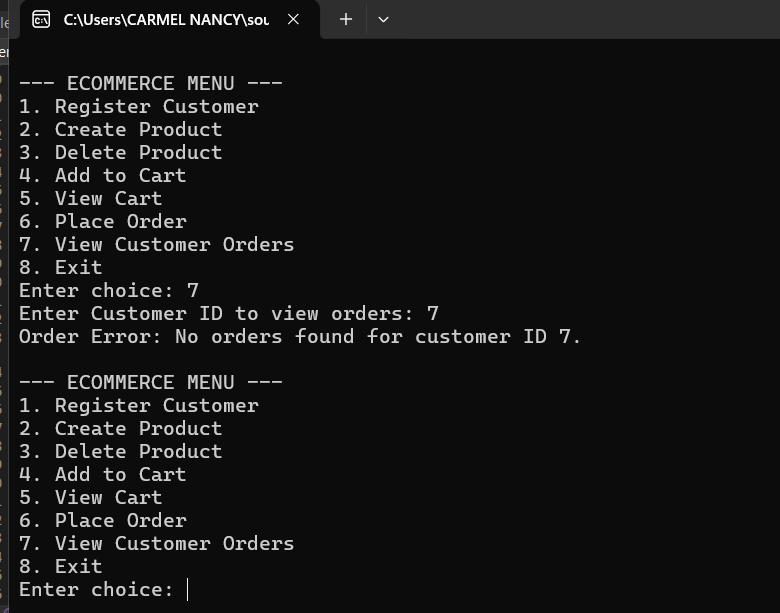 C:\Users\CARMEL NANCY\sou
--- ECOMMERCE MENU ---
1. Register Customer
2. Create Product
3. Delete Product
4. Add to Cart
5. View Cart
6. Place Order
7. View Customer Orders
8. Exit
Enter choice: 7
Enter Customer ID to view orders: 7
Order Error: No orders found for customer ID 7.
--- ECOMMERCE MENU ---
1. Register Customer
2. Create Product
3. Delete Product
4. Add to Cart
5. View Cart
6. Place Order
7. View Customer Orders
8. Exit
Enter choice: